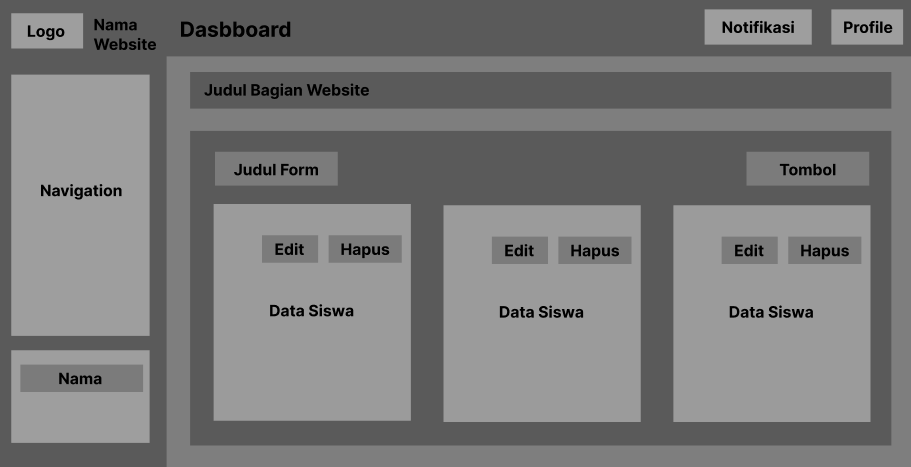 Logo
Nama
Website
Dasbboard
Notifikasi
Profile
Judul Bagian Website
Navigation
Judul Form
Tombol
Edit
Hapus
Data Siswa
Edit
Hapus
Data Siswa
Edit
Hapus
Data Siswa
Nama